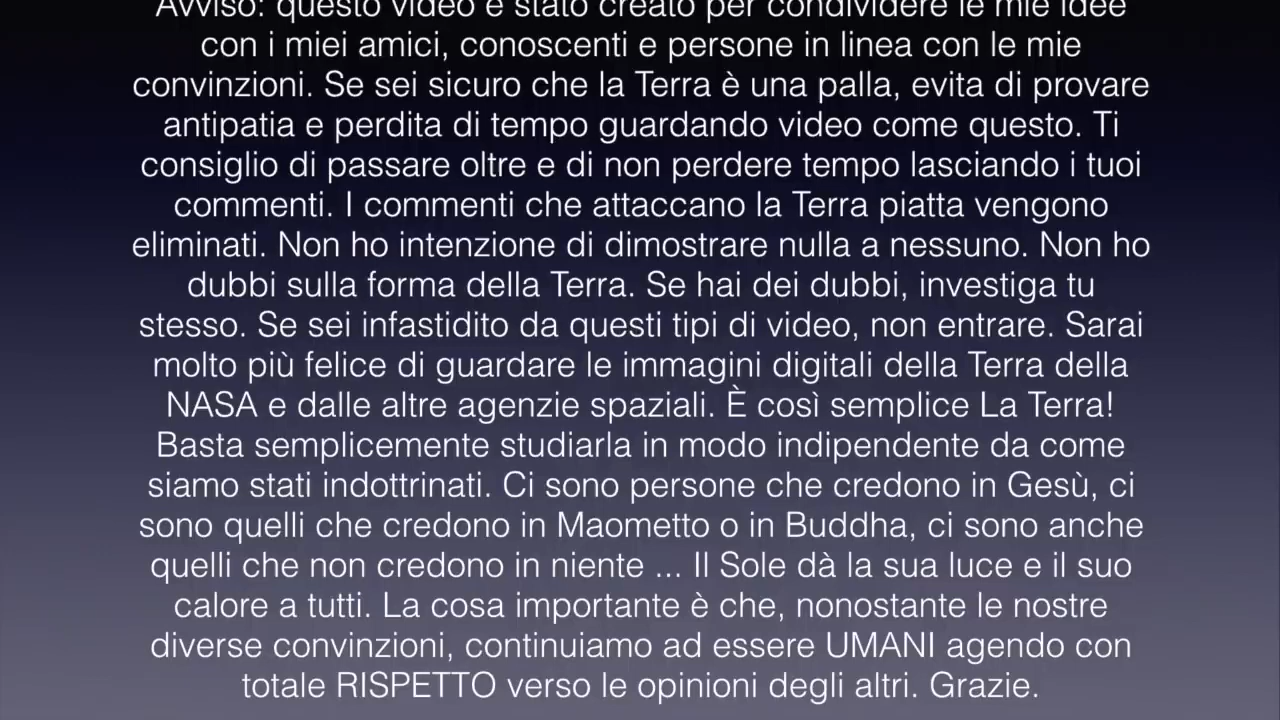 Avviso: questo video è stato creato per condividere le mie idee
con i miei amici, conoscenti e persone in linea con le mie
convinzioni. Se sei sicuro che la Terra è una palla, evita di provare
antipatia e perdita di tempo guardando video come questo. Ti
consiglio di passare oltre e di non perdere tempo lasciando i tuoi
commenti. I commenti che attaccano la Terra piatta vengono
eliminati. Non ho intenzione di dimostrare nulla a nessuno. Non ho
dubbi sulla forma della Terra. Se hai dei dubbi, investiga tu
stesso. Se sei infastidito da questi tipi di video, non entrare. Sarai
molto più felice di guardare le immagini digitali della Terra della
NASA e dalle altre agenzie spaziali. È così semplice La Terra!
Basta semplicemente studiarla in modo indipendente da come
siamo stati indottrinati. Ci sono persone che credono in Gesù, ci
sono quelli che credono in Maometto o in Buddha, ci sono anche
quelli che non credono in niente ... Il Sole dà la sua luce e il suo
calore a tutti. La cosa importante è che, nonostante le nostre
diverse convinzioni, continuiamo ad essere UMANI agendo con
totale RISPETTO verso le opinioni degli altri. Grazie.